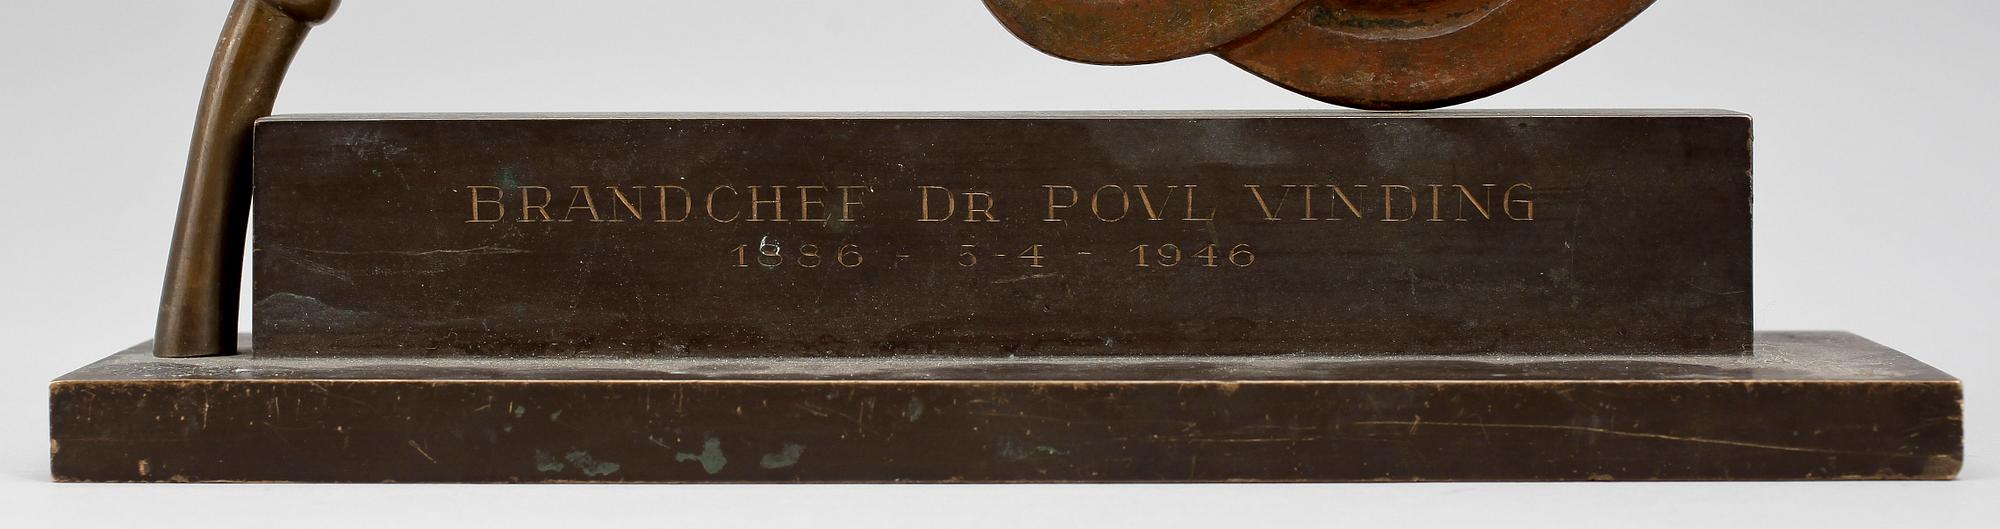 BRANDCHEF DR POVL VINDING
1886 - 5-4 - 1946